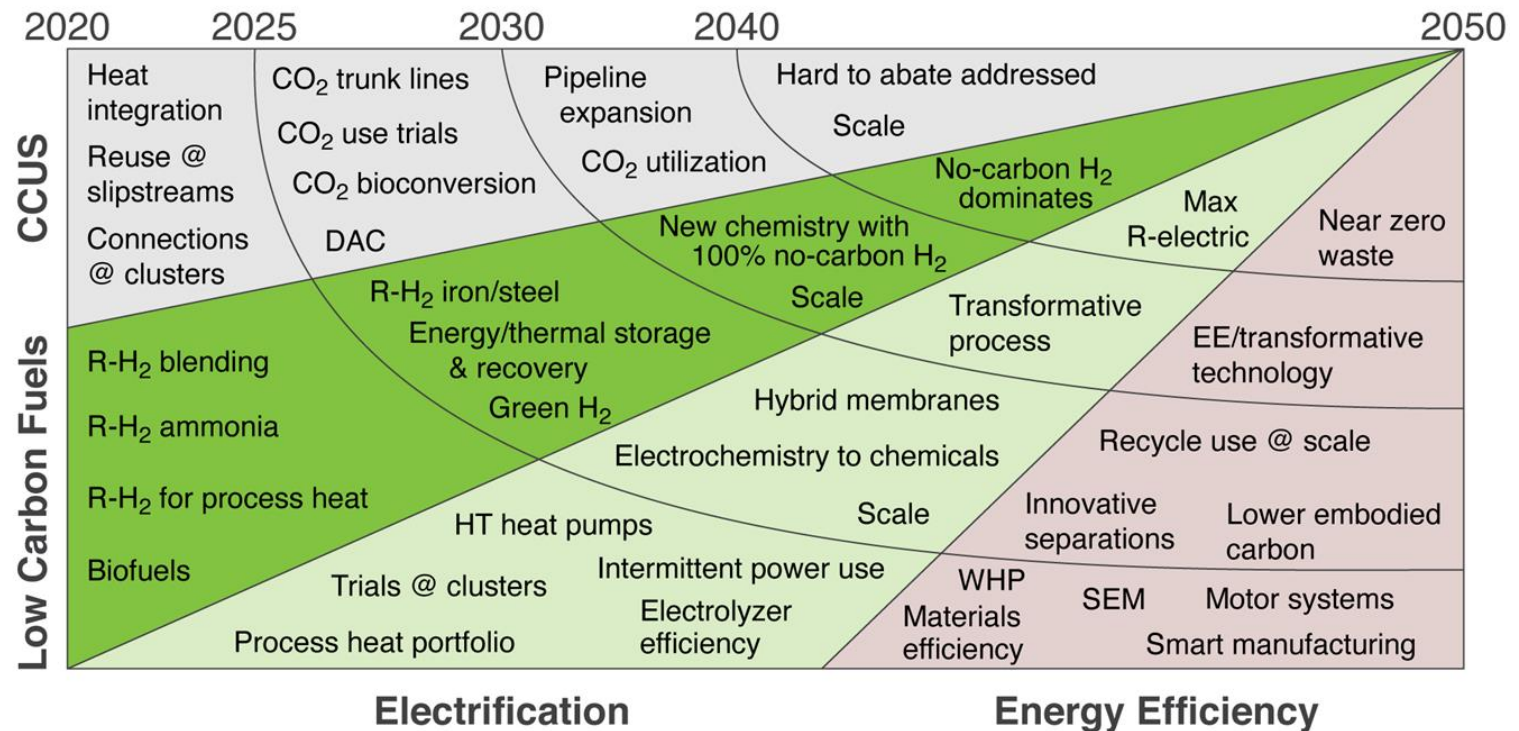 2020 2025 2030 2040 2050
CCUS
Heat
integration
Reuse @
slipstreams
Connections
@ clusters
CO₂ trunk lines
CO₂ use trials
CO₂ bioconversion
DAC
Pipeline
expansion
CO₂ utilization
Hard to abate addressed
Scale
Low Carbon Fuels
R-H₂ blending
R-H₂ ammonia
R-H₂ for process heat
Biofuels
R-H₂ iron/steel
Energy/thermal storage
& recovery
Green H₂
New chemistry with
100% no-carbon H₂
Scale
No-carbon H₂
dominates
HT heat pumps
Trials @ clusters
Intermittent power use
Process heat portfolio
Electrolyzer
efficiency
Hybrid membranes
Electrochemistry to chemicals
Scale
Transformative
process
Max
R-electric
WHP
Materials
efficiency
SEM
Motor systems
Smart manufacturing
Recycle use @ scale
Innovative
separations
Lower embodied
carbon
EE/transformative
technology
Near zero
waste
Electrification
Energy Efficiency